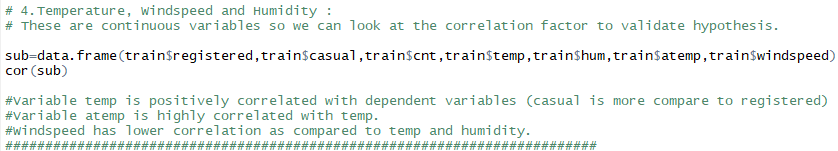 # 4.Temperature, Windspeed and Humidity :
# These are continuous variables so we can look at the correlation factor to validate hypothesis.
sub=data.frame(train$registered,train$casual,train$cnt,train$temp,train$hum,train$atemp,train$windspeed)
cor(sub)
#Variable temp is positively correlated with dependent variables (casual is more compare to registered)
#Variable atemp is highly correlated with temp.
#Windspeed has lower correlation as compared to temp and humidity.
##########################################################################